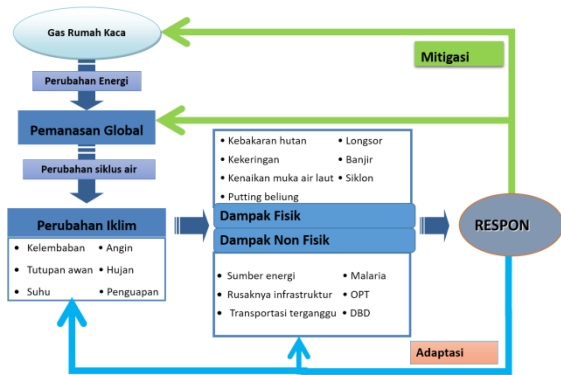 Gas Rumah Kaca
Mitigasi
Perubahan Energi
Pemanasan Global
Perubahan siklus air
Perubahan Iklim
• Kelembaban • Angin
• Tutupan awan • Hujan
• Suhu • Penguapan
• Kebakaran hutan • Longsor
• Kekeringan • Banjir
• Kenaikan muka air laut • Siklon
• Putting beliung
Dampak Fisik
Dampak Non Fisik
• Sumber energi • Malaria
• Rusaknya infrastruktur • OPT
• Transportasi terganggu • DBD
RESPON
Adaptasi